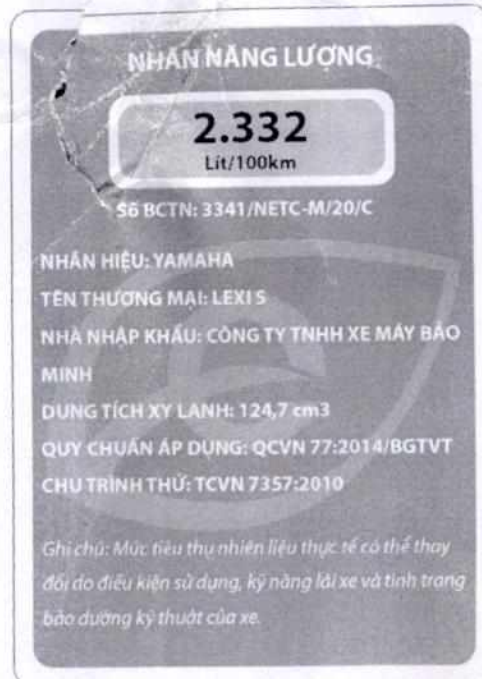 NHÃN NĂNG LƯỢNG
2.332
Lít/100km
Số BCTN: 3341/NETC-M/20/C
NHÃN HIỆU: YAMAHA
TÊN THƯƠNG MẠI: LEXI S
NHÀ NHẬP KHẨU: CÔNG TY TNHH XE MÁY BẢO
MINH
DUNG TÍCH XY LANH: 124,7 cm3
QUY CHUẨN ÁP DỤNG: QCVN 77:2014/BGTVT
CHU TRÌNH THỬ: TCVN 7357:2010
Ghi chú: Mức tiêu thụ nhiên liệu thực tế có thể thay
đổi do điều kiện sử dụng, kỹ năng lái xe và tình trạng
bảo dưỡng kỹ thuật của xe.